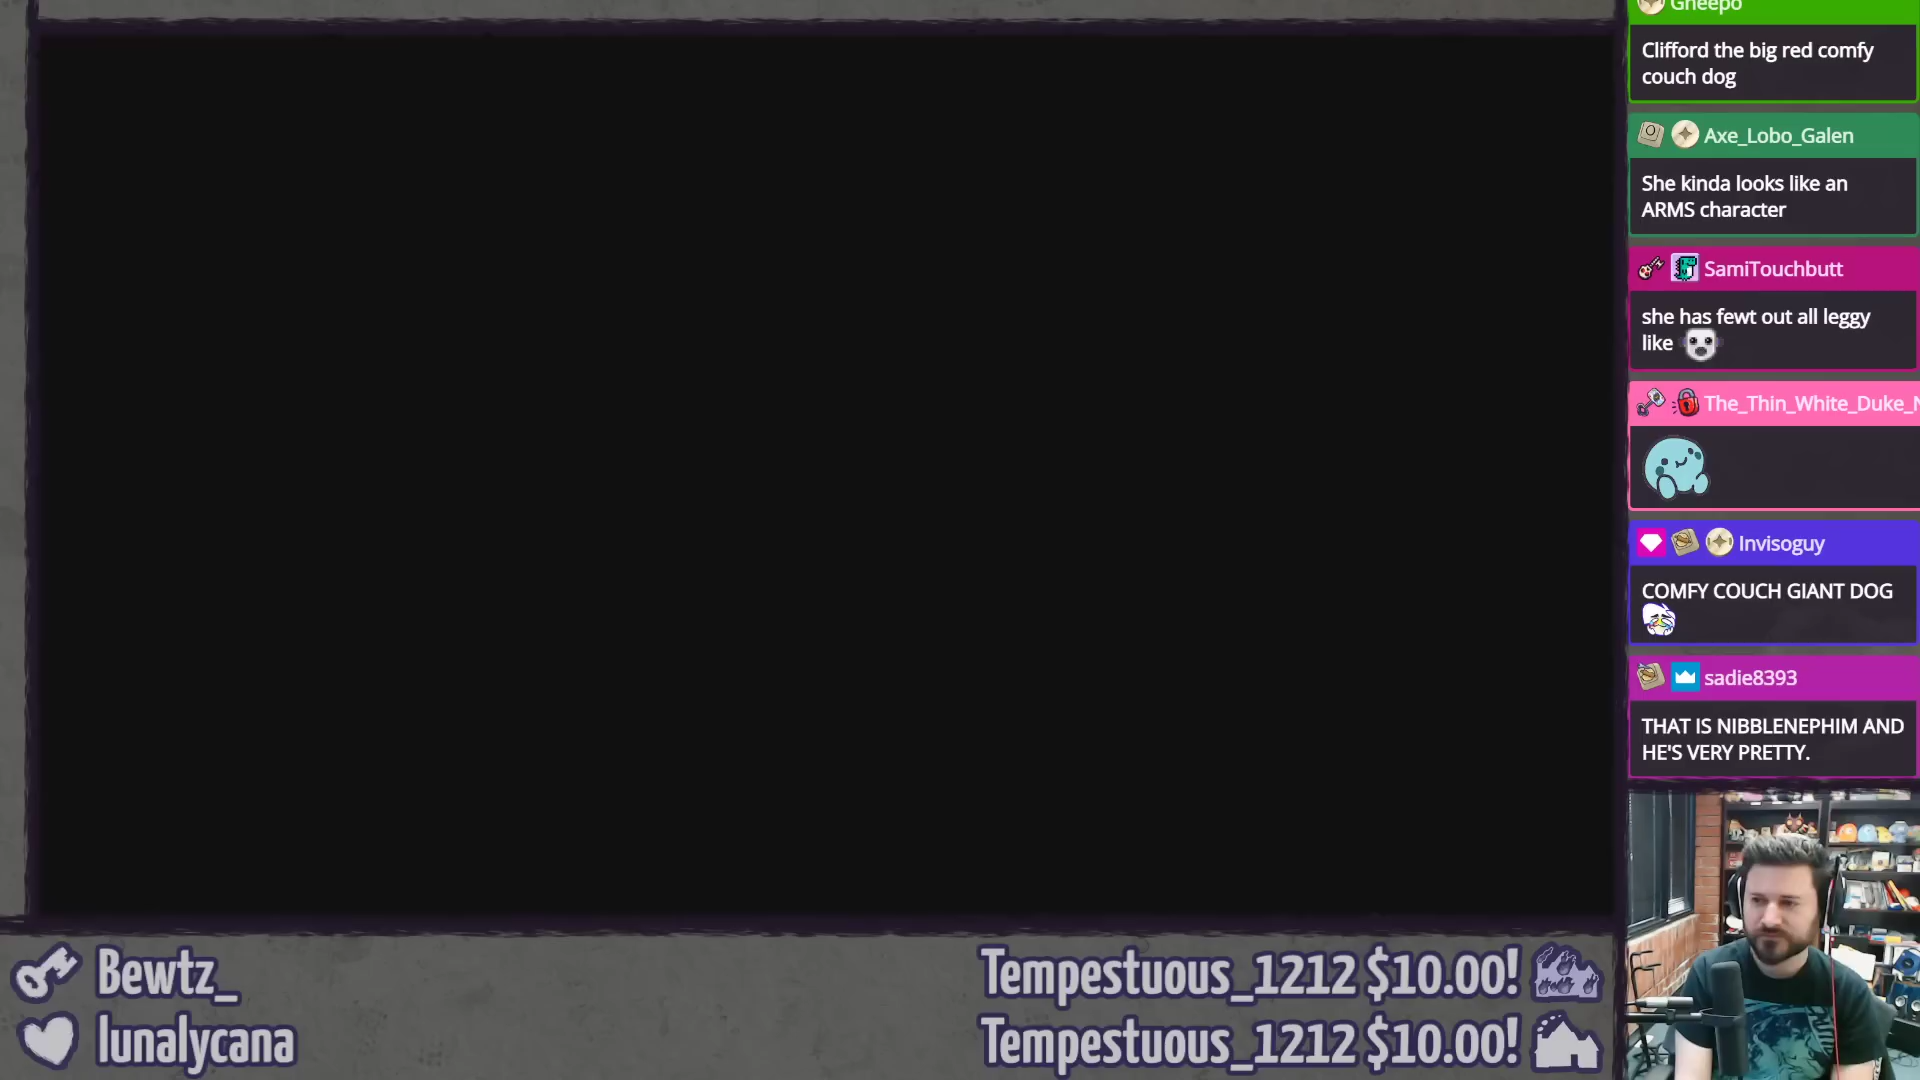 Gheepo
Clifford the big red comfy
couch dog
Axe_Lobo_Galen
She kinda looks like an
ARMS character
SamiTouchbutt
she has fewt out all leggy
like
The_Thin_White_Duke_N
Invisoguy
COMFY COUCH GIANT DOG
sadie8393
THAT IS NIBBLENEPHIM AND
HE'S VERY PRETTY.
Bewtz_
lunalycana
Tempestuous_1212 $10.00!
Tempestuous_1212 $10.00!